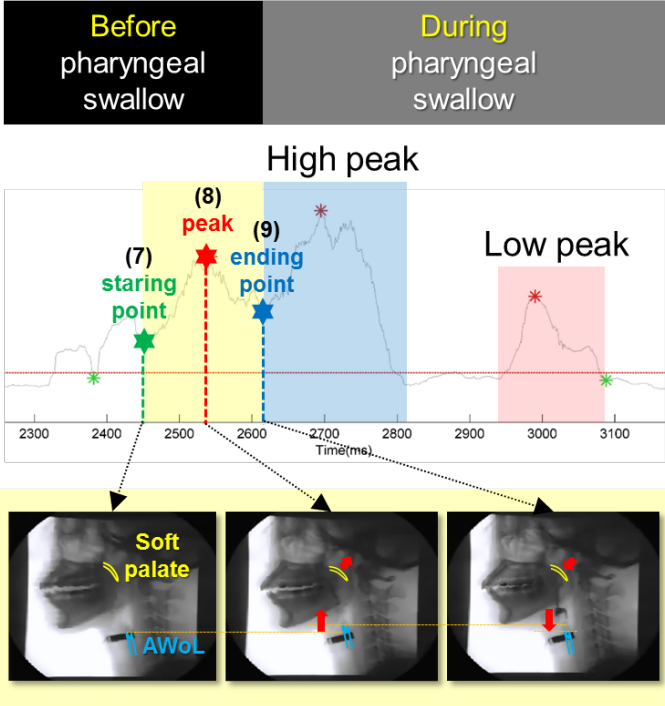 Before
pharyngeal
swallow
During
pharyngeal
swallow
High peak
(8)
peak
(7)
staring
point
(9)
ending
point
Low peak
2300 2400 2500 2600 2700 2800 2900 3000 3100
Time(ms)
Soft
palate
AWoL